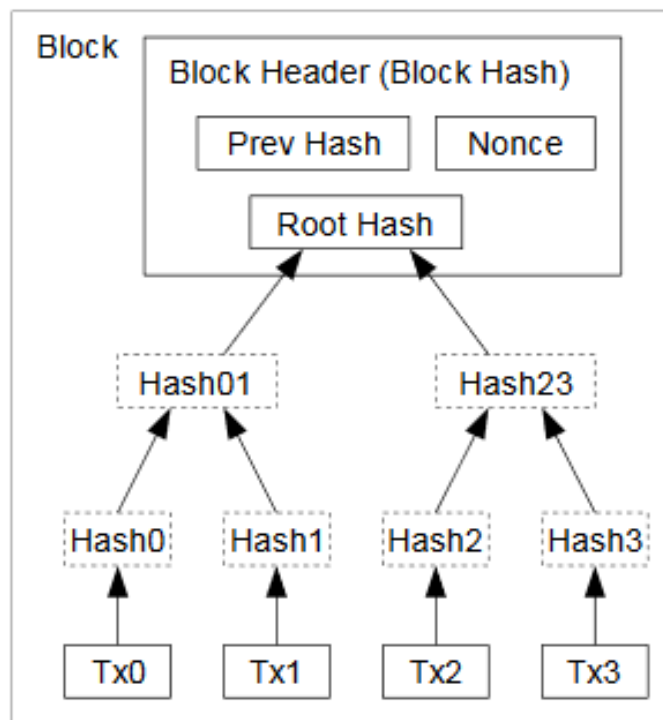 Block
Block Header (Block Hash)
Prev Hash
Nonce
Root Hash
Hash01
Hash23
Hash0
Hash1
Hash2
Hash3
Tx0
Tx1
Tx2
Tx3